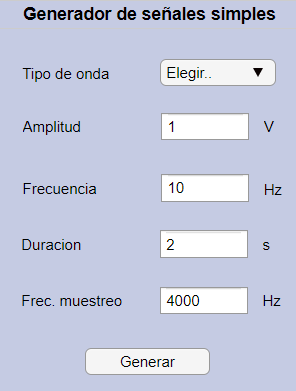 Generador de señales simples
Tipo de onda Elegir..
Amplitud 1 V
Frecuencia 10 Hz
Duracion 2 s
Frec. muestreo 4000 Hz
Generar